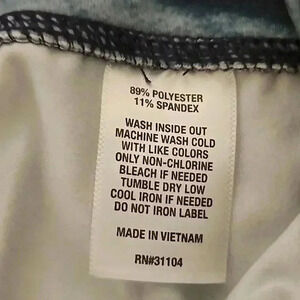 89% POLYESTER
11% SPANDEX
WASH INSIDE OUT
MACHINE WASH COLD
WITH LIKE COLORS
ONLY NON-CHLORINE
BLEACH IF NEEDED
TUMBLE DRY LOW
COOL IRON IF NEEDED
DO NOT IRON LABEL
MADE IN VIETNAM
RN#31104